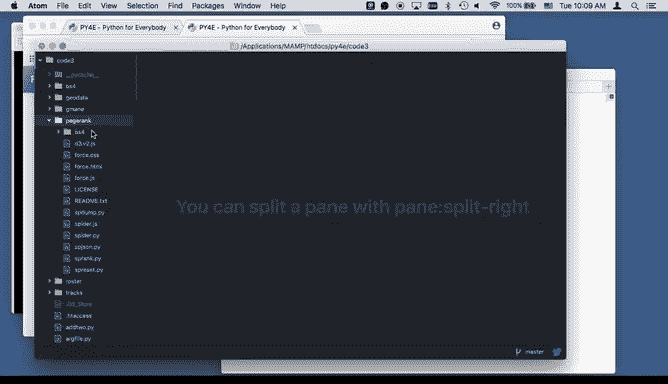 Atom File Edit View Selection Find Packages Window Help
100% Tue 10:09 AM
PY4E - Python for Everybody
PY4E - Python for Everybody
/Applications/MAMP/htdocs/py4e/code3
code3
__pycache__
bs4
geodata
gmane
pagerank
bs4
d3.v2.js
force.css
force.html
force.js
LICENSE
README.txt
spdump.py
spider.js
spider.py
spjson.py
sprank.py
spreset.py
roster
tracks
.DS_Store
.htaccess
addtwo.py
argfile.py
You can split a pane with pane:split-right
master